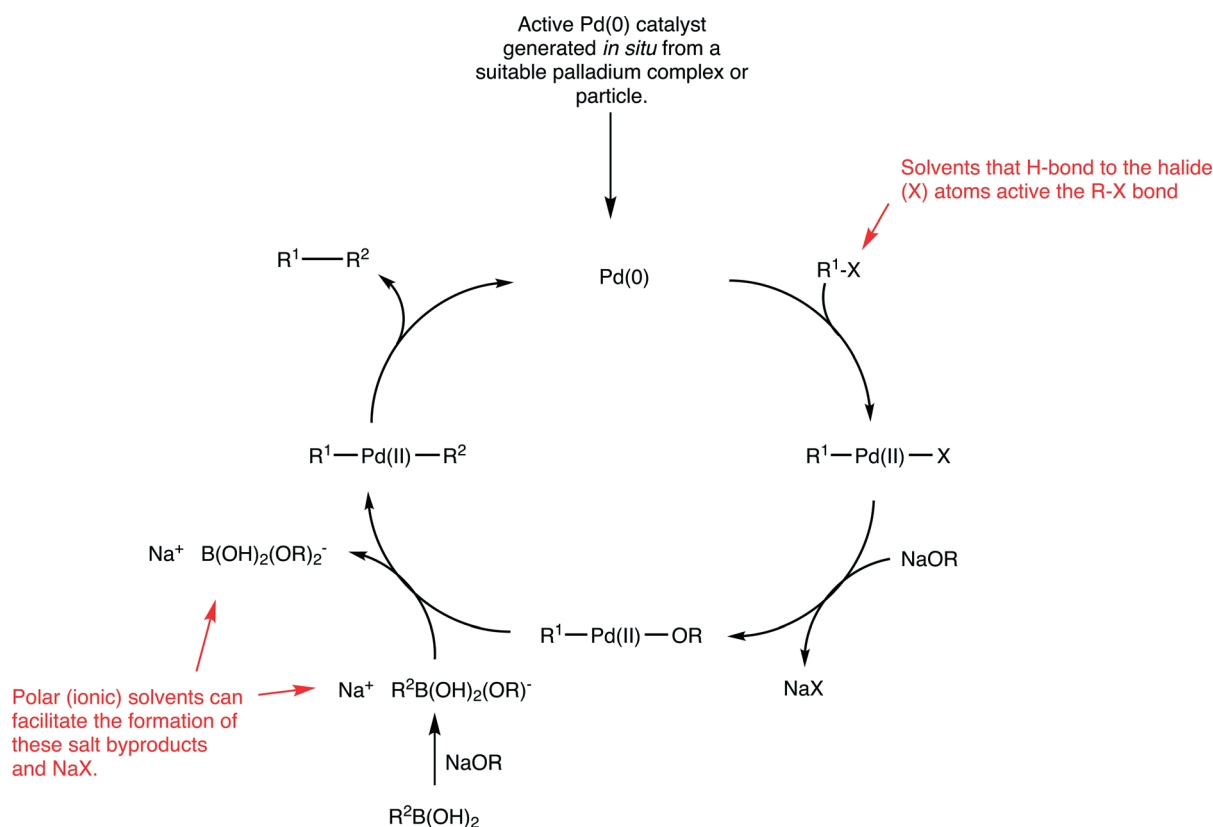 Active Pd(0) catalyst
generated in situ from a
suitable palladium complex or
particle.
Solvents that H-bond to the halide
(X) atoms active the R-X bond
R¹—R²
Pd(0)
R¹-X
R¹—Pd(II)—R²
R¹—Pd(II)—X
Na⁺ B(OH)₂(OR)₂⁻
NaOR
R¹—Pd(II)—OR
Polar (ionic) solvents can
facilitate the formation of
these salt byproducts
and NaX.
Na⁺ R²B(OH)₂(OR)⁻
NaX
NaOR
R²B(OH)₂